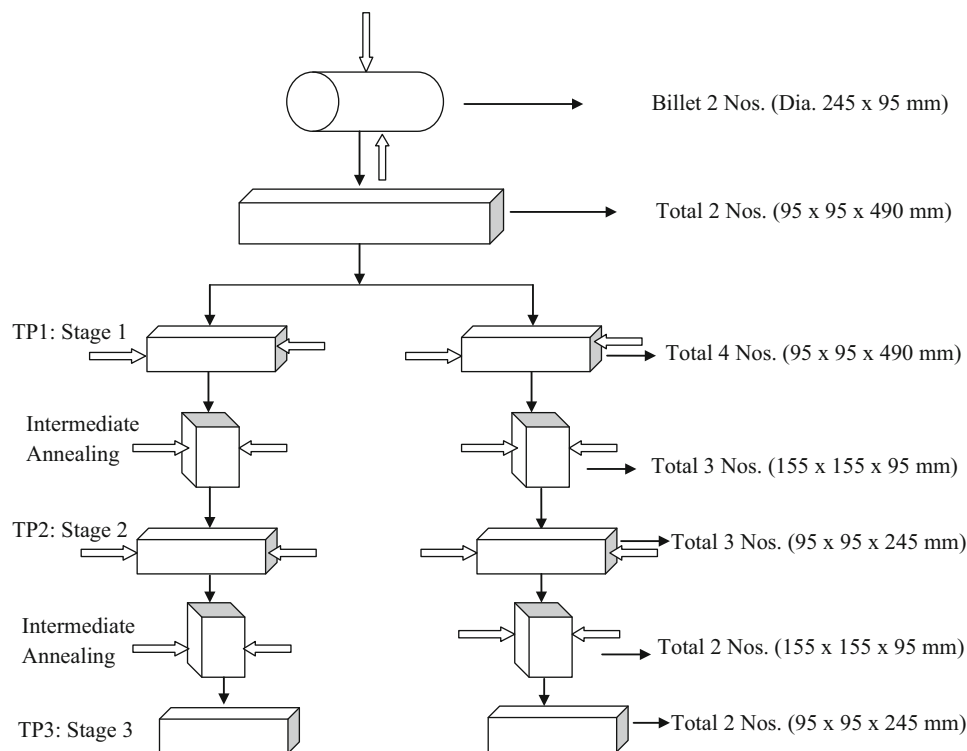 Billet 2 Nos. (Dia. 245 x 95 mm)
Total 2 Nos. (95 x 95 x 490 mm)
TP1: Stage 1
Total 4 Nos. (95 x 95 x 490 mm)
Intermediate
Annealing
Total 3 Nos. (155 x 155 x 95 mm)
TP2: Stage 2
Total 3 Nos. (95 x 95 x 245 mm)
Intermediate
Annealing
Total 2 Nos. (155 x 155 x 95 mm)
TP3: Stage 3
Total 2 Nos. (95 x 95 x 245 mm)